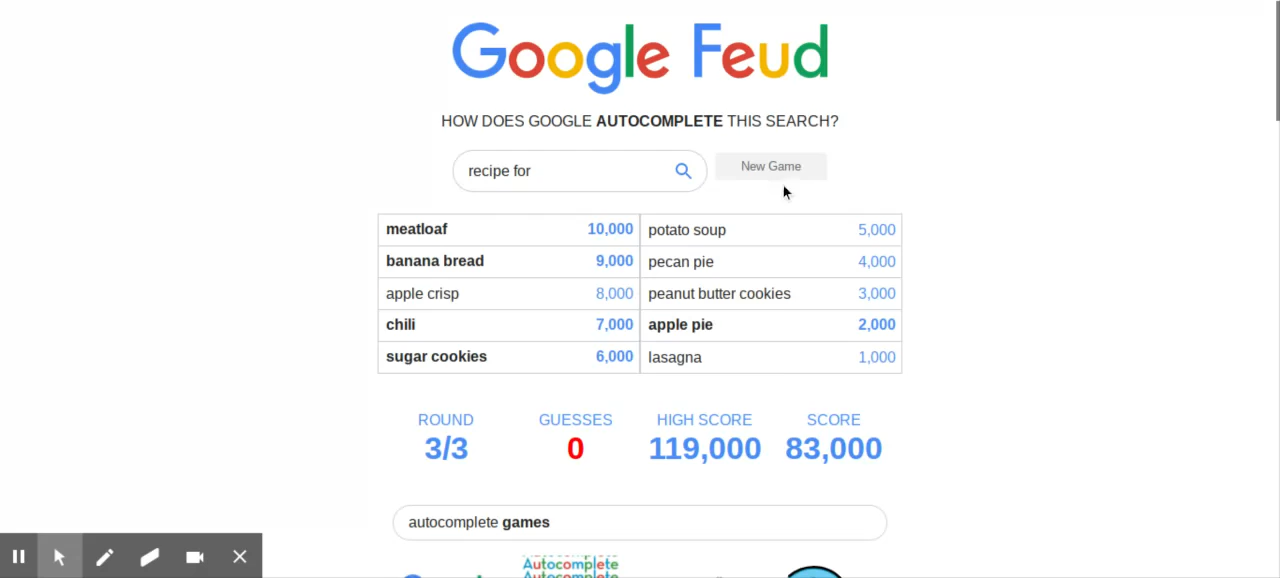 Google Feud
HOW DOES GOOGLE AUTOCOMPLETE THIS SEARCH?
recipe for
New Game
meatloaf 10,000 potato soup 5,000
banana bread 9,000 pecan pie 4,000
apple crisp 8,000 peanut butter cookies 3,000
chili 7,000 apple pie 2,000
sugar cookies 6,000 lasagna 1,000
ROUND GUESSES HIGH SCORE SCORE
3/3 0 119,000 83,000
autocomplete games
Autocomplete
Autocomplete
Autocomplete